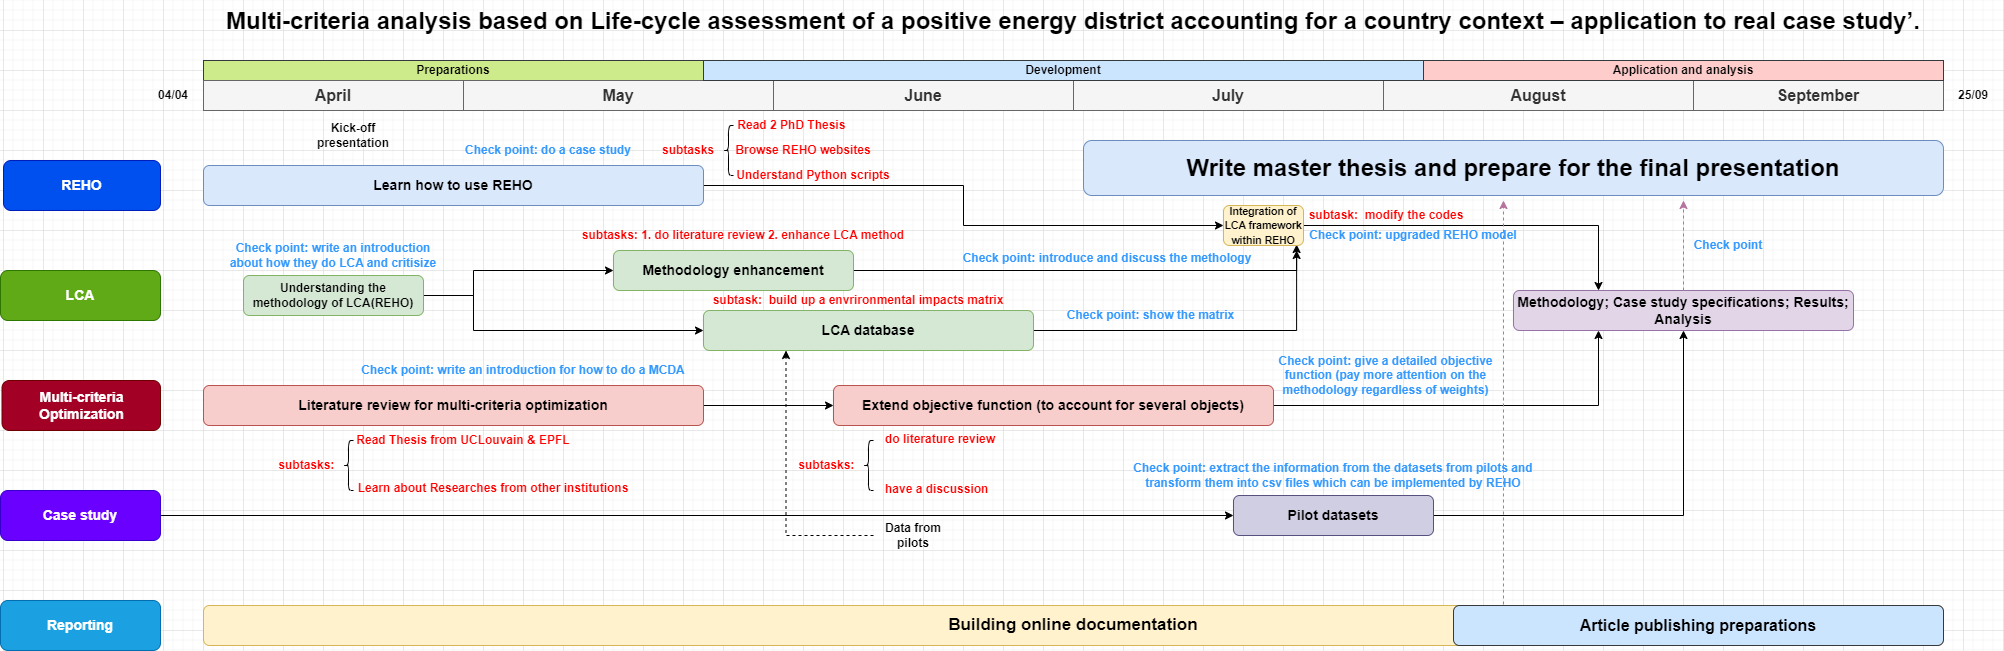 Multi-criteria analysis based on Life-cycle assessment of a positive energy district accounting for a country context – application to real case study’.
Preparations
Development
Application and analysis
04/04
April
May
June
July
August
September
25/09
Kick-off
presentation
Check point: do a case study
subtasks
Read 2 PhD Thesis
Browse REHO websites
Understand Python scripts
REHO
Learn how to use REHO
Write master thesis and prepare for the final presentation
Integration of
LCA framework
within REHO
subtask:  modify the codes
Check point: upgraded REHO model
Check point
subtasks: 1. do literature review 2. enhance LCA method
Check point: write an introduction
about how they do LCA and critisize
Methodology enhancement
Check point: introduce and discuss the methology
LCA
Understanding the
methodology of LCA(REHO)
subtask:  build up a envrironmental impacts matrix
LCA database
Check point: show the matrix
Methodology; Case study specifications; Results;
Analysis
Check point: write an introduction for how to do a MCDA
Check point: give a detailed objective
function (pay more attention on the
methodology regardless of weights)
Multi-criteria
Optimization
Literature review for multi-criteria optimization
Extend objective function (to account for several objects)
subtasks:
Read Thesis from UCLouvain & EPFL
Learn about Researches from other institutions
subtasks:
do literature review
have a discussion
Check point: extract the information from the datasets from pilots and
transform them into csv files which can be implemented by REHO
Case study
Pilot datasets
Data from
pilots
Reporting
Building online documentation
Article publishing preparations